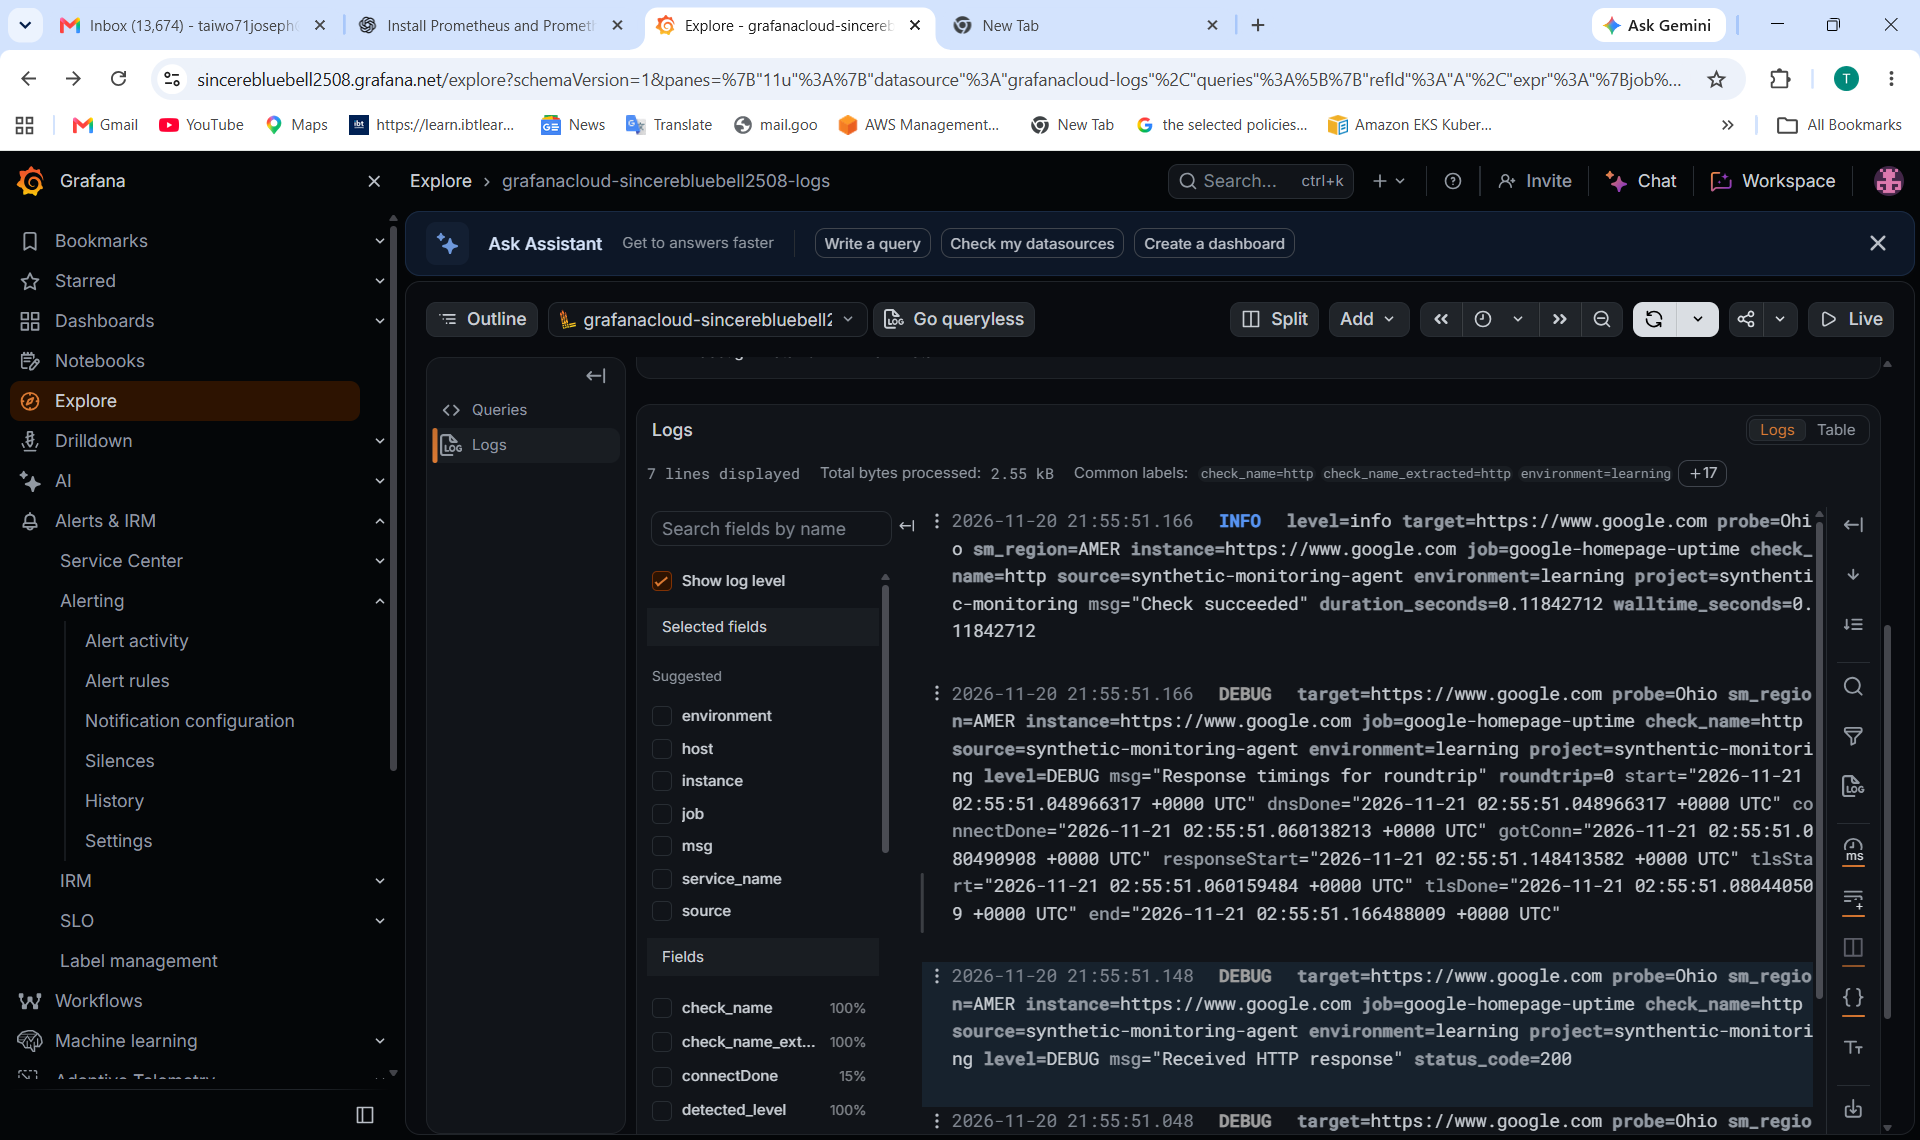 Inbox (13,674) - taiwo71joseph
Install Prometheus and Prometh
Explore - grafanacloud-sincereb
New Tab
Ask Gemini
sincerebluebell2508.grafana.net/explore?schemaVersion=1&panes=%7B"11u"%3A%7B"datasource"%3A"grafanacloud-logs"%2C"queries"%3A%5B%7B"refId"%3A"A"%2C"expr"%3A"%7Bjob%...
T
Gmail
YouTube
Maps
https://learn.ibtlear...
News
Translate
mail.goo
AWS Management...
New Tab
the selected policies...
Amazon EKS Kuber...
All Bookmarks
Grafana
Explore › grafanacloud-sincerebluebell2508-logs
Search... ctrl+k
Invite
Chat
Workspace
Bookmarks
Starred
Dashboards
Notebooks
Explore
Drilldown
AI
Alerts & IRM
Service Center
Alerting
Alert activity
Alert rules
Notification configuration
Silences
History
Settings
IRM
SLO
Label management
Workflows
Machine learning
Adaptive Telemetry
Ask Assistant Get to answers faster
Write a query
Check my datasources
Create a dashboard
Outline
grafanacloud-sincerebluebell2
Go queryless
Split
Add
Live
Queries
Logs
Logs
Logs Table
7 lines displayed Total bytes processed: 2.55 kB Common labels: check_name=http check_name_extracted=http environment=learning +17
Search fields by name
Show log level
Selected fields
Suggested
environment
host
instance
job
msg
service_name
source
Fields
check_name 100%
check_name_ext... 100%
connectDone 15%
detected_level 100%
2026-11-20 21:55:51.166 INFO level=info target=https://www.google.com probe=Ohi
o sm_region=AMER instance=https://www.google.com job=google-homepage-uptime check_
name=http source=synthetic-monitoring-agent environment=learning project=synthenti
c-monitoring msg="Check succeeded" duration_seconds=0.11842712 walltime_seconds=0.
11842712
2026-11-20 21:55:51.166 DEBUG target=https://www.google.com probe=Ohio sm_regio
n=AMER instance=https://www.google.com job=google-homepage-uptime check_name=http
source=synthetic-monitoring-agent environment=learning project=synthentic-monitori
ng level=DEBUG msg="Response timings for roundtrip" roundtrip=0 start="2026-11-21
02:55:51.048966317 +0000 UTC" dnsDone="2026-11-21 02:55:51.048966317 +0000 UTC" co
nnectDone="2026-11-21 02:55:51.060138213 +0000 UTC" gotConn="2026-11-21 02:55:51.0
80490908 +0000 UTC" responseStart="2026-11-21 02:55:51.148413582 +0000 UTC" tlsSta
rt="2026-11-21 02:55:51.060159484 +0000 UTC" tlsDone="2026-11-21 02:55:51.08044050
9 +0000 UTC" end="2026-11-21 02:55:51.166488009 +0000 UTC"
2026-11-20 21:55:51.148 DEBUG target=https://www.google.com probe=Ohio sm_regio
n=AMER instance=https://www.google.com job=google-homepage-uptime check_name=http
source=synthetic-monitoring-agent environment=learning project=synthentic-monitori
ng level=DEBUG msg="Received HTTP response" status_code=200
2026-11-20 21:55:51.048 DEBUG target=https://www.google.com probe=Ohio sm_regio